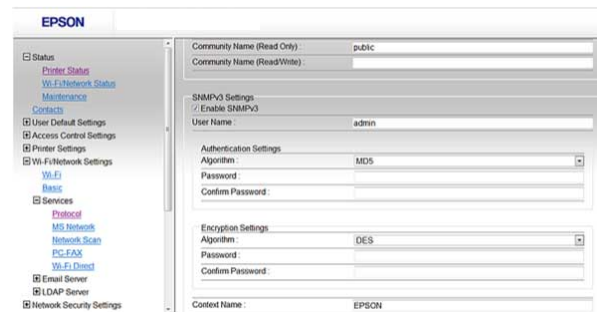 EPSON
Status
Printer Status
Wi-Fi/Network Status
Maintenance
Contacts
User Default Settings
Access Control Settings
Printer Settings
Wi-Fi/Network Settings
Wi-Fi
Basic
Services
Protocol
MS Network
Network Scan
PC-FAX
Wi-Fi Direct
Email Server
LDAP Server
Network Security Settings
Community Name (Read Only) : public
Community Name (Read/Write) :
SNMPv3 Settings
Enable SNMPv3
User Name : admin
Authentication Settings
Algorithm : MD5
Password :
Confirm Password :
Encryption Settings
Algorithm : DES
Password :
Confirm Password :
Context Name : EPSON